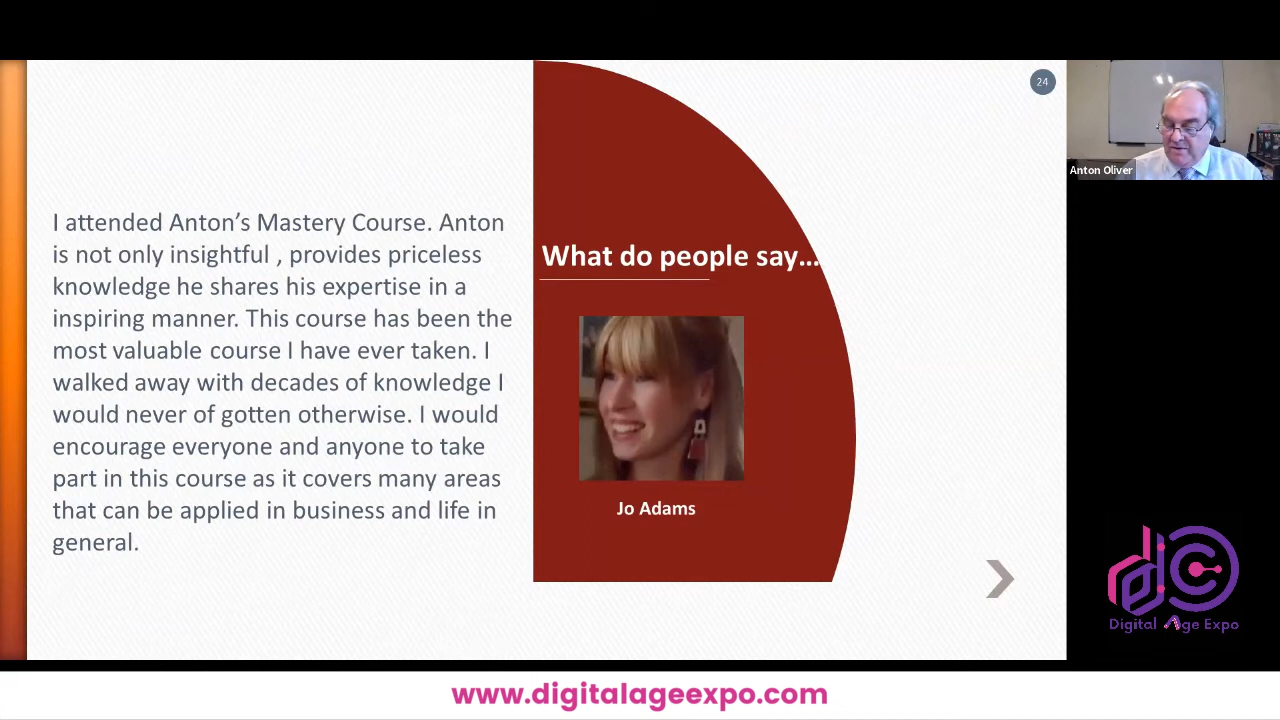 24
Anton Oliver
I attended Anton’s Mastery Course. Anton
is not only insightful , provides priceless
knowledge he shares his expertise in a
inspiring manner. This course has been the
most valuable course I have ever taken. I
walked away with decades of knowledge I
would never of gotten otherwise. I would
encourage everyone and anyone to take
part in this course as it covers many areas
that can be applied in business and life in
general.
What do people say...
Jo Adams
Digital Age Expo
www.digitalageexpo.com